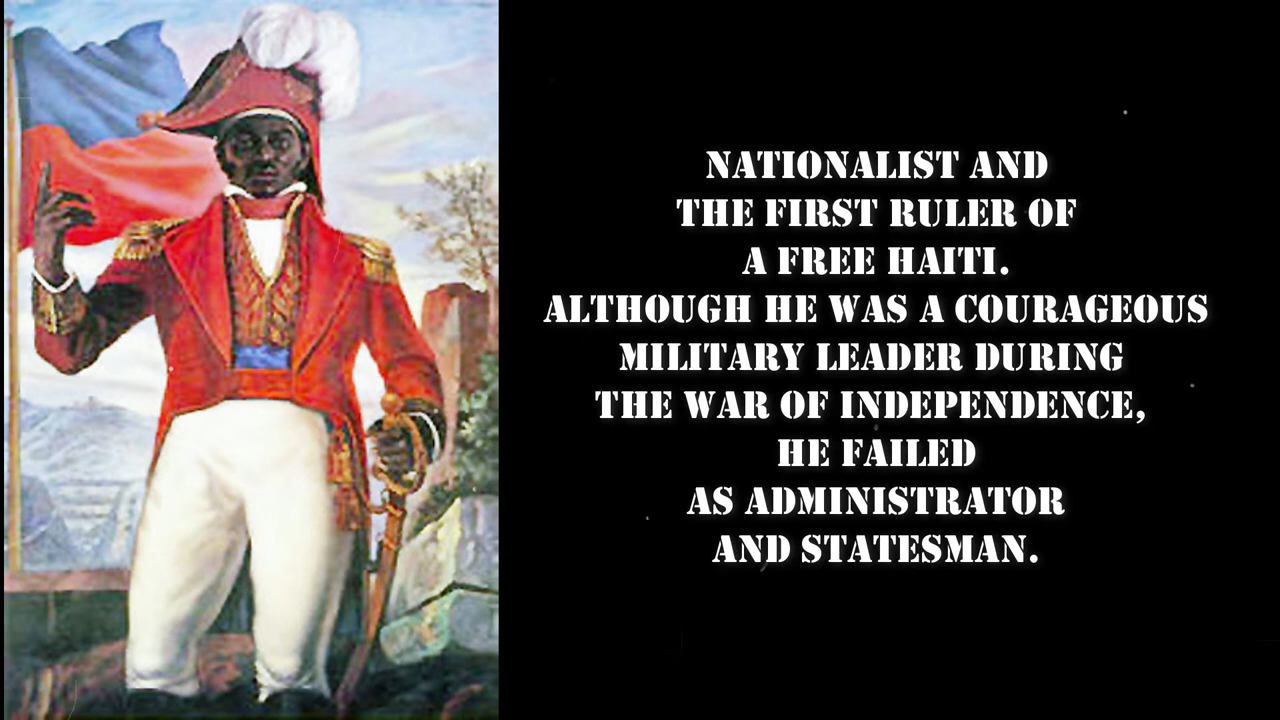 NATIONALIST AND
THE FIRST RULER OF
A FREE HAITI.
ALTHOUGH HE WAS A COURAGEOUS
MILITARY LEADER DURING
THE WAR OF INDEPENDENCE,
HE FAILED
AS ADMINISTRATOR
AND STATESMAN.